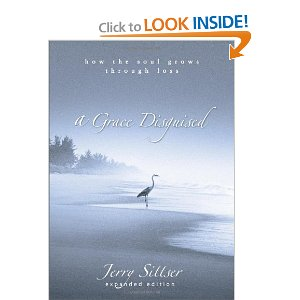 Click to LOOK INSIDE!
how the soul grows
through loss
a Grace Disguised
Jerry Sittser
expanded edition